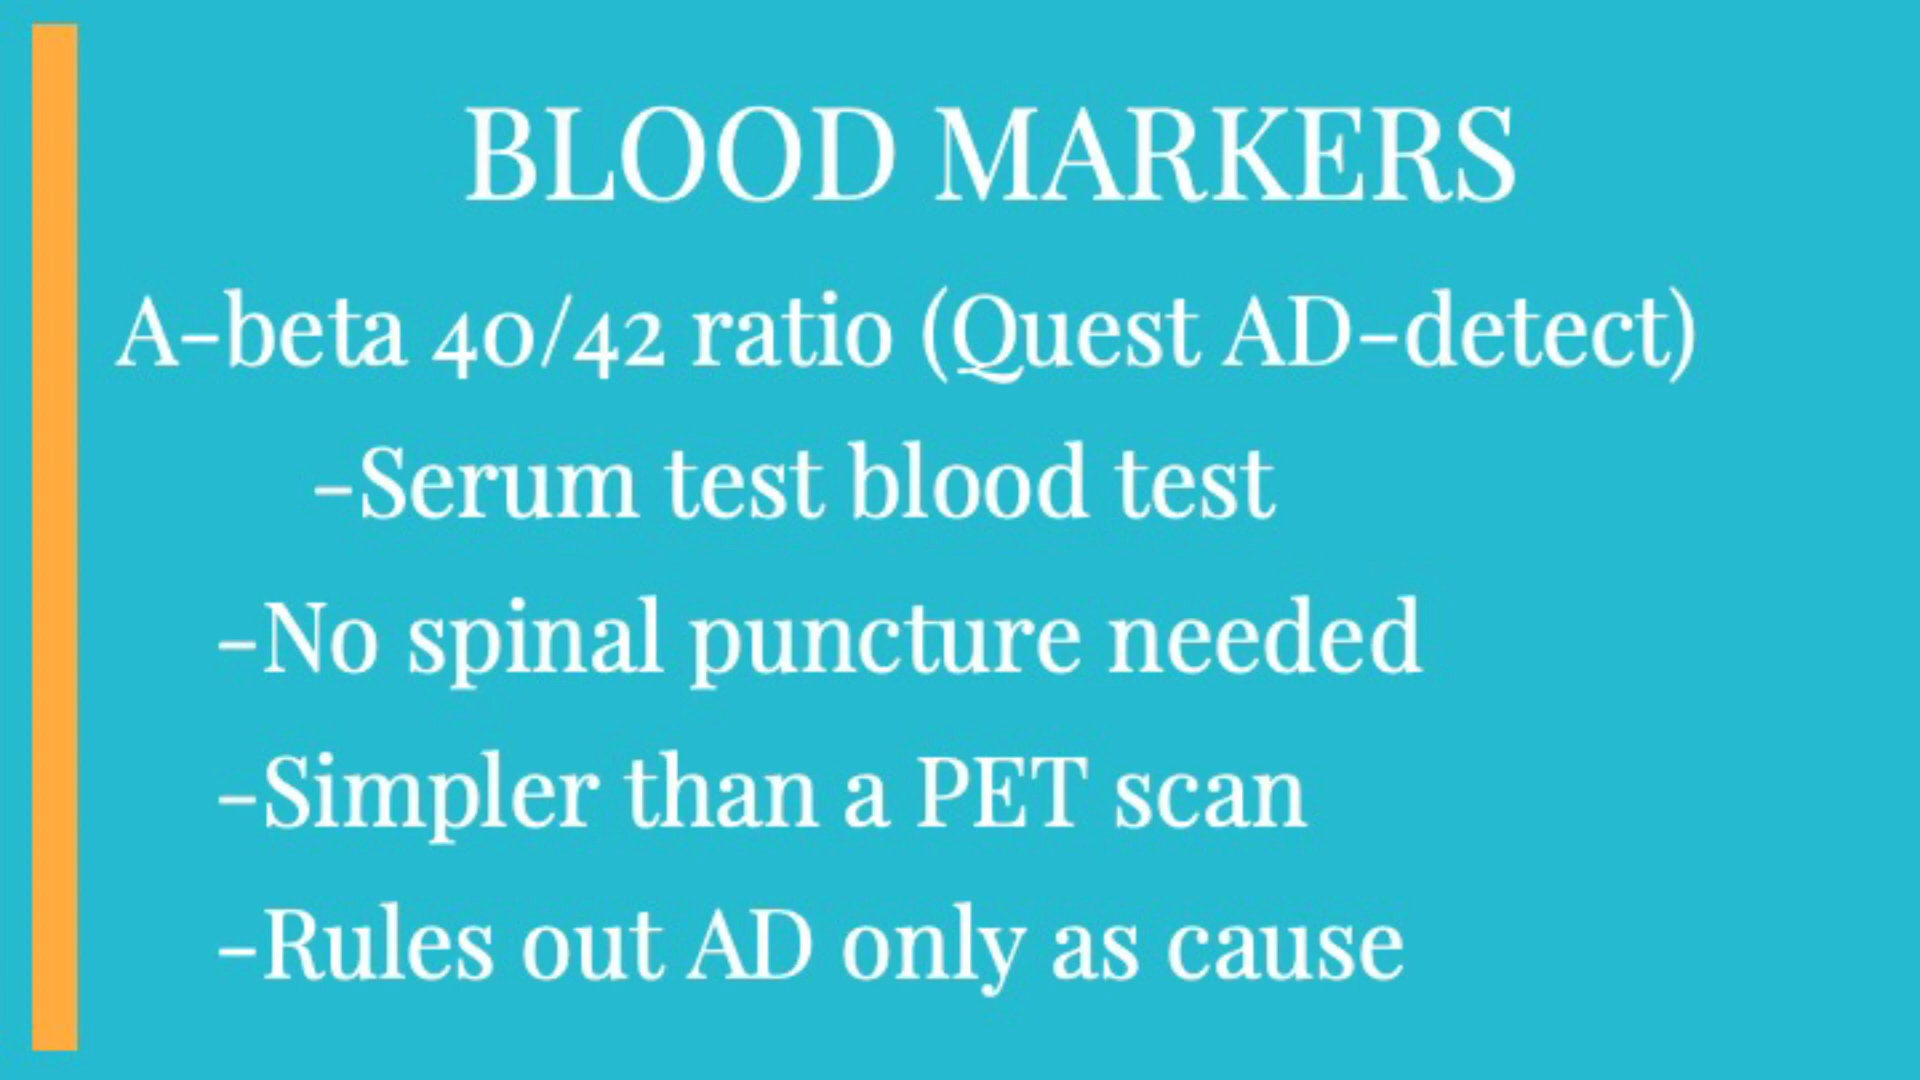 BLOOD MARKERS
A-beta 40/42 ratio (Quest AD-detect)
-Serum test blood test
-No spinal puncture needed
-Simpler than a PET scan
-Rules out AD only as cause